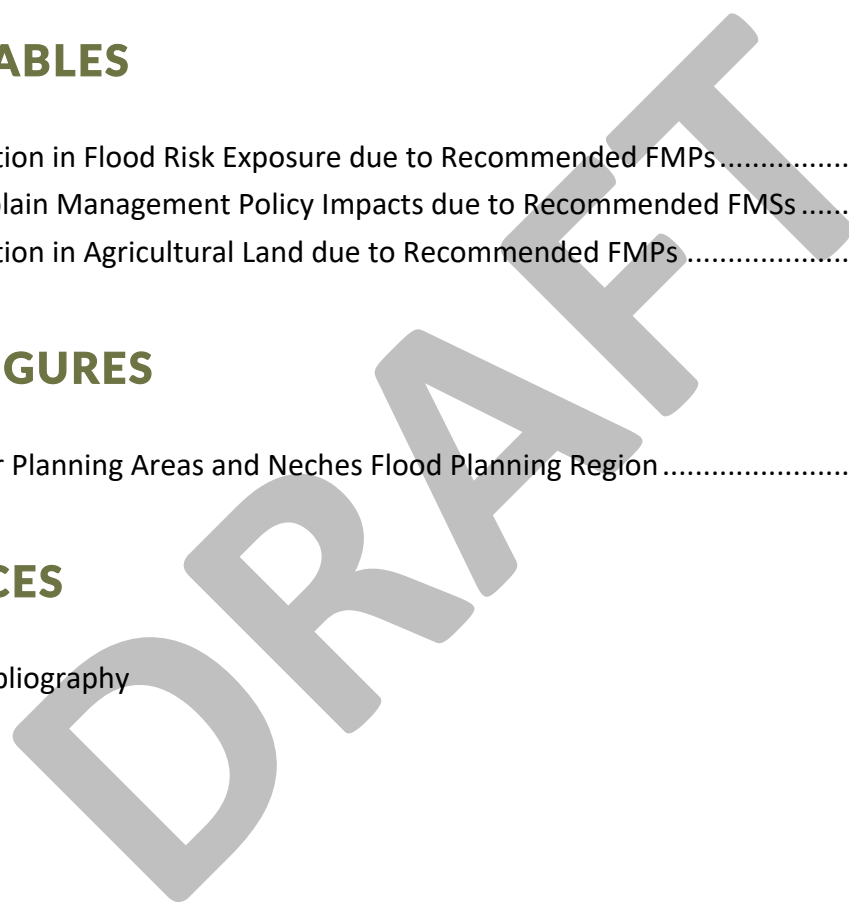 ABLES
tion in Flood Risk Exposure due to Recommended FMPs..................
plain Management Policy Impacts due to Recommended FMSs ......
tion in Agricultural Land due to Recommended FMPs ......................
GURES
r Planning Areas and Neches Flood Planning Region.........................
CES
bliography
DRAFT